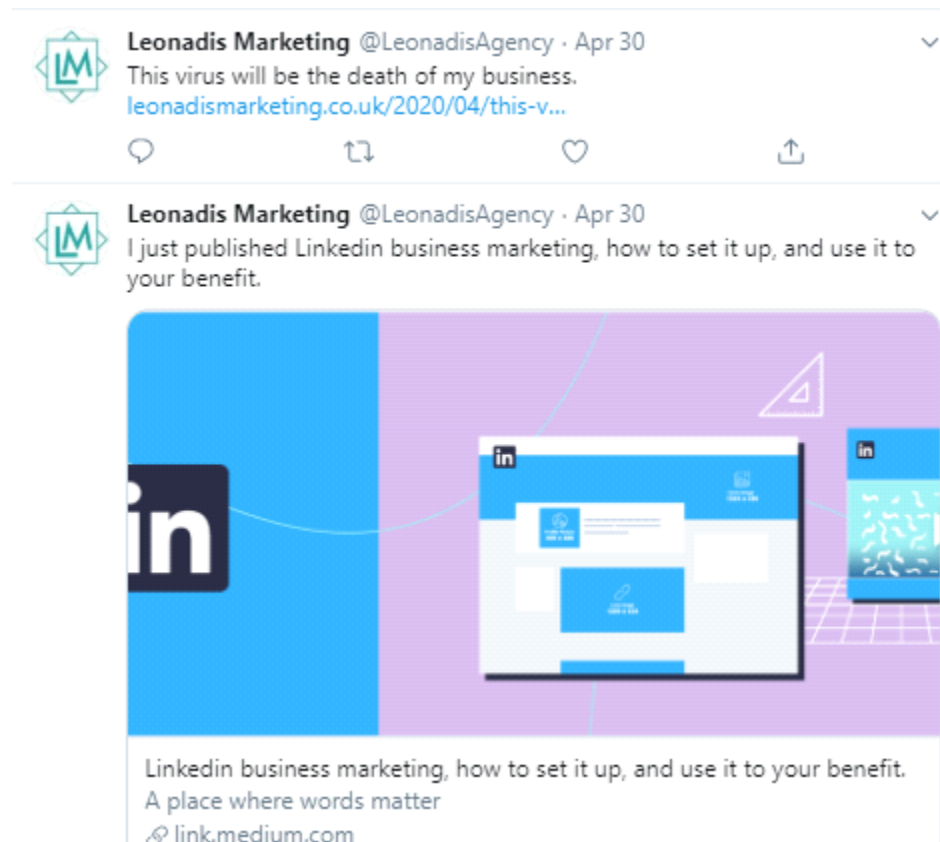 LM
Leonadis Marketing @LeonadisAgency · Apr 30
This virus will be the death of my business.
leonadismarketing.co.uk/2020/04/this-v...
LM
Leonadis Marketing @LeonadisAgency · Apr 30
I just published Linkedin business marketing, how to set it up, and use it to
your benefit.
in
in
in
Linkedin business marketing, how to set it up, and use it to your benefit.
A place where words matter
link.medium.com